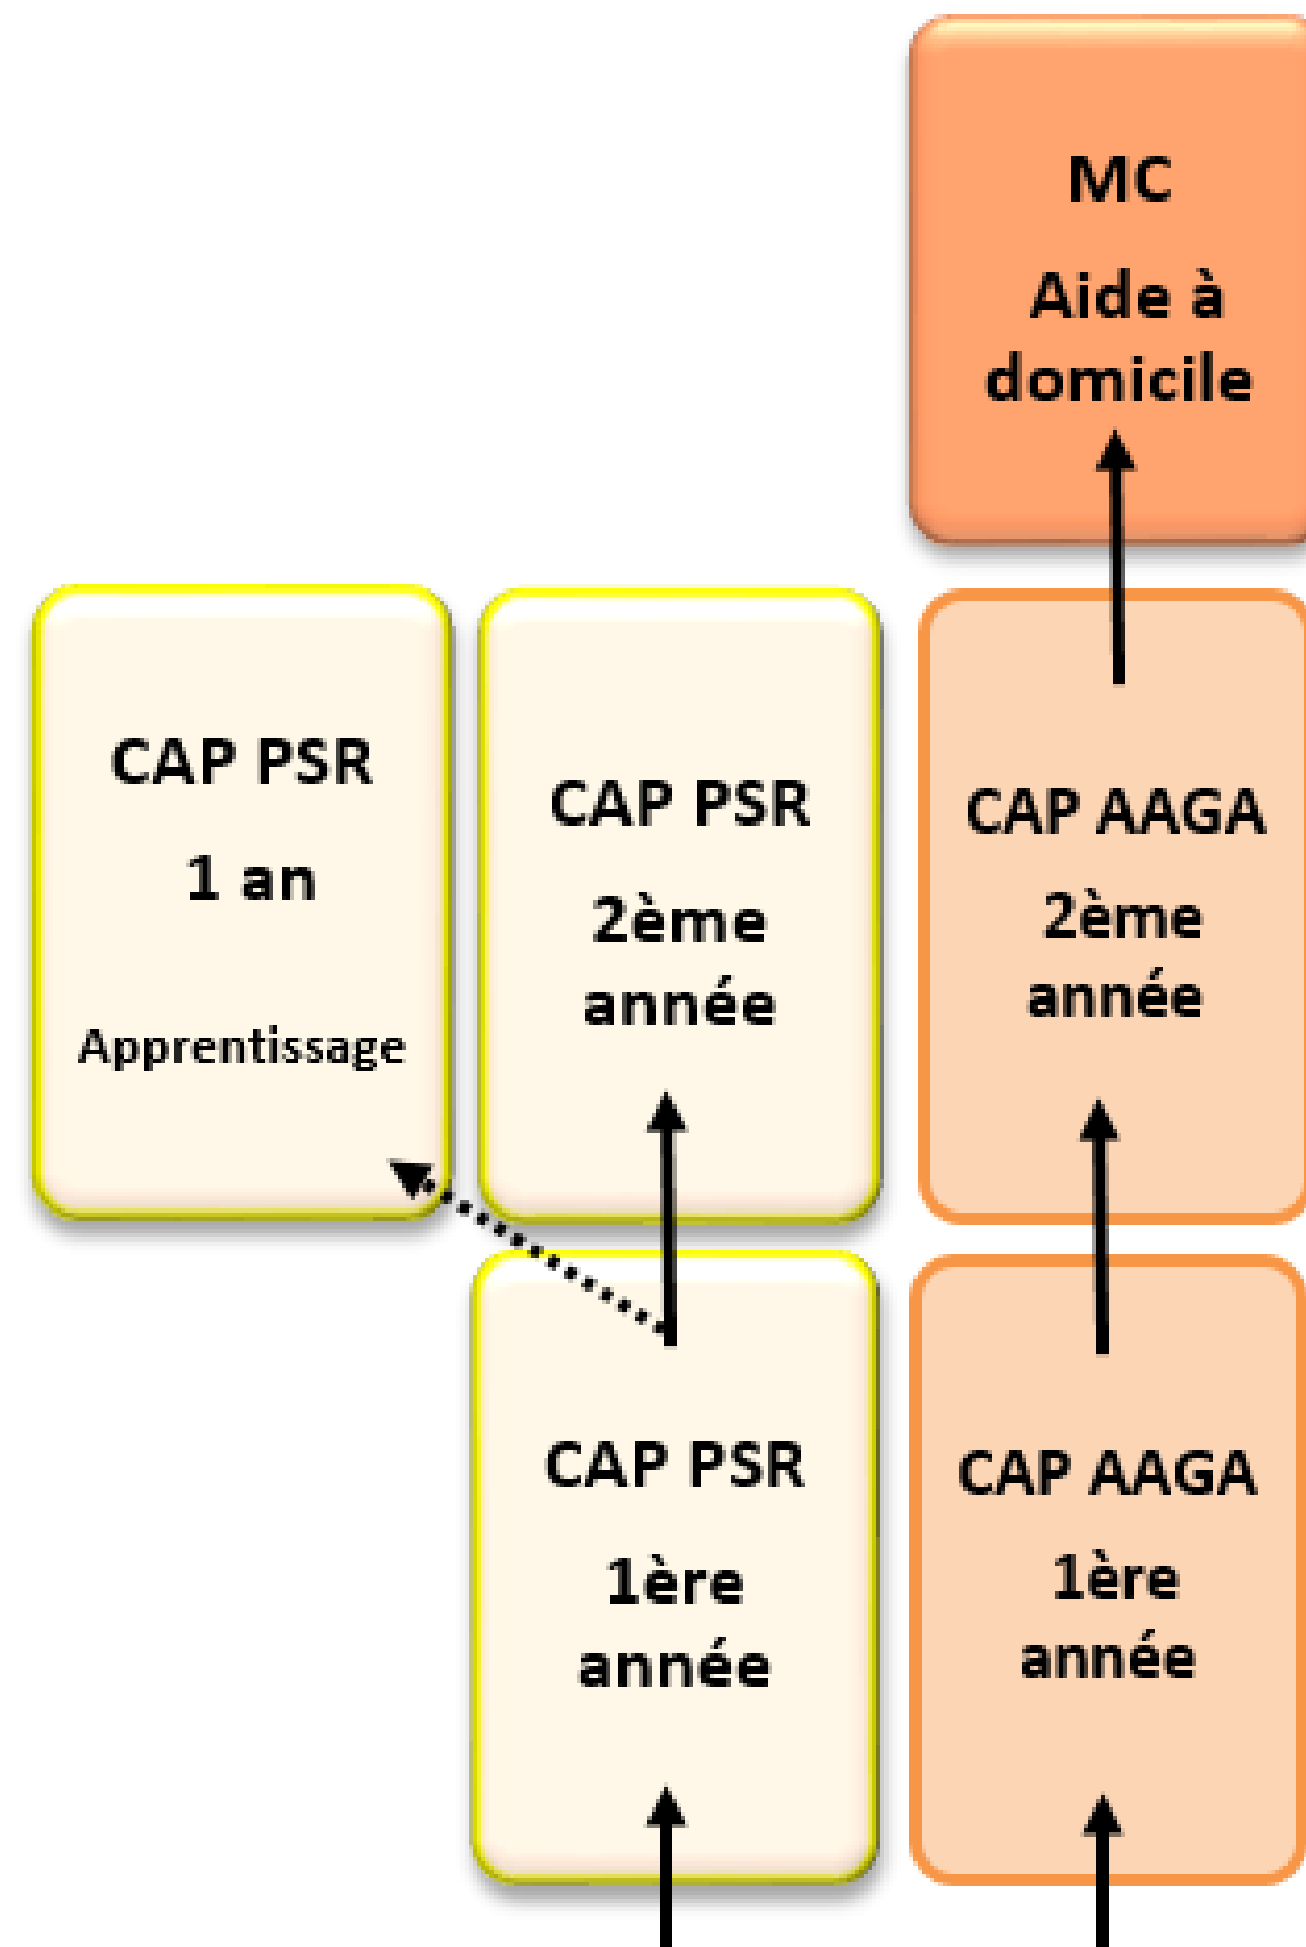 MC
Aide à
domicile
CAP PSR
1 an
Apprentissage
CAP PSR
2ème
année
CAP AAGA
2ème
année
CAP PSR
1ère
année
CAP AAGA
1ère
année